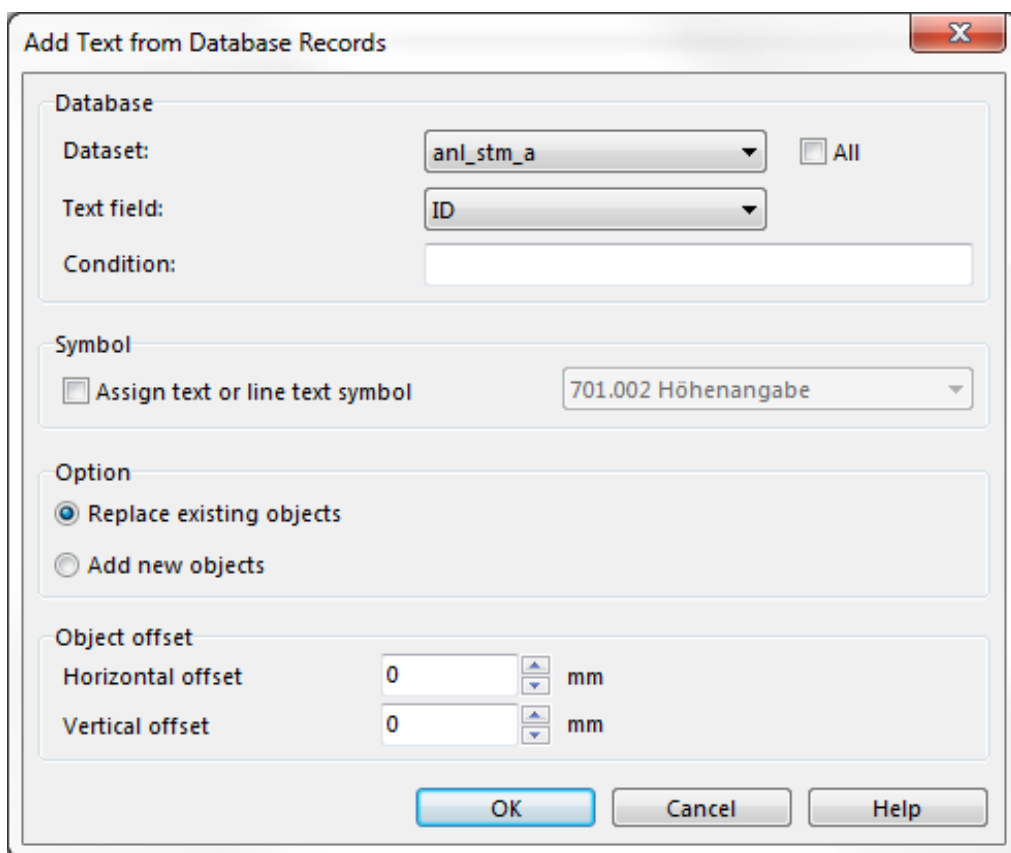 Add Text from Database Records
Database
Dataset: anl_stm_a All
Text field: ID
Condition:
Symbol
Assign text or line text symbol 701.002 Höhenangabe
Option
Replace existing objects
Add new objects
Object offset
Horizontal offset 0 mm
Vertical offset 0 mm
OK Cancel Help